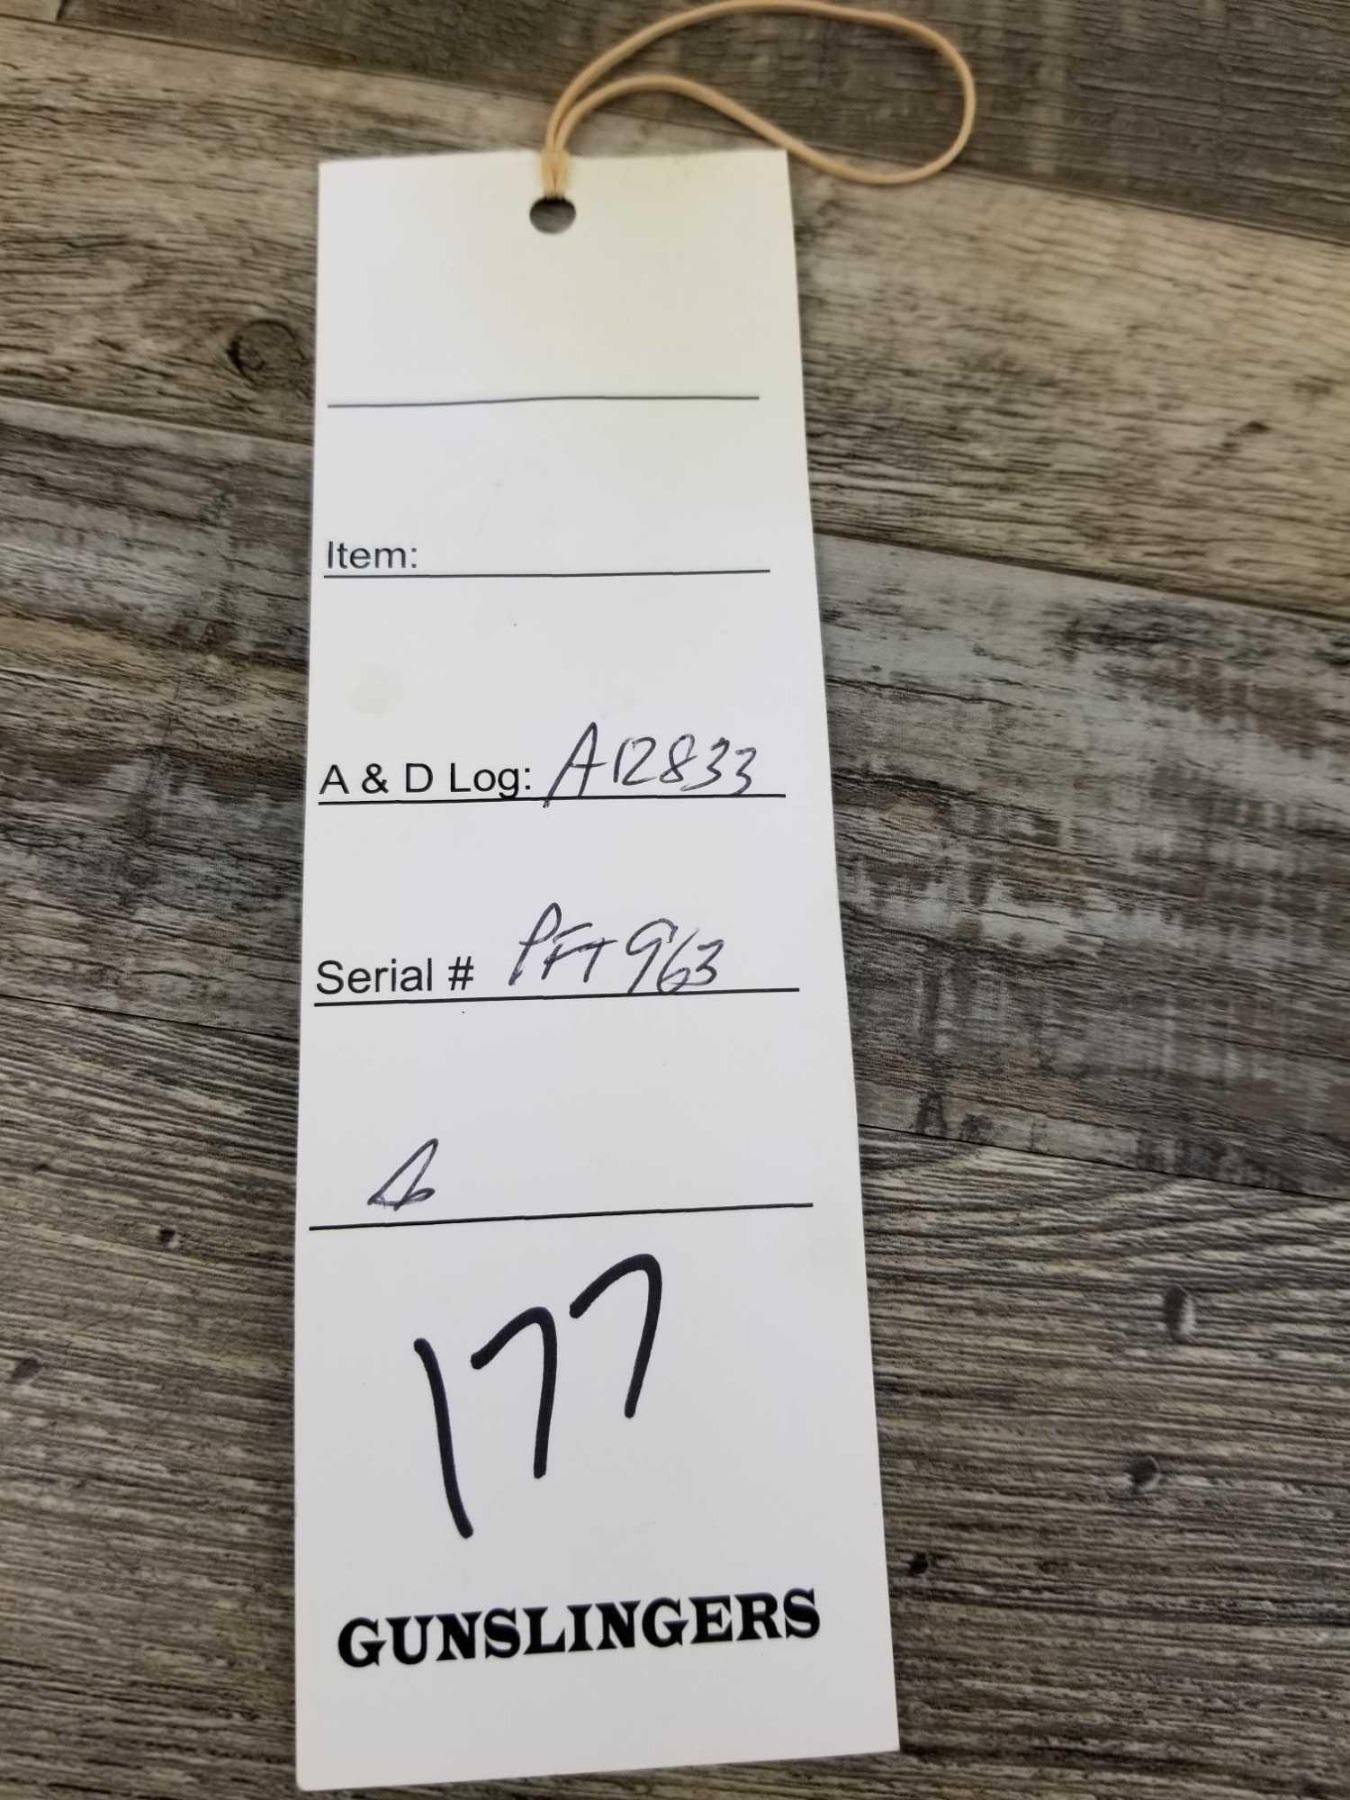 Item:
A & D Log: A12833
Serial # PFT963
177
GUNSLINGERS